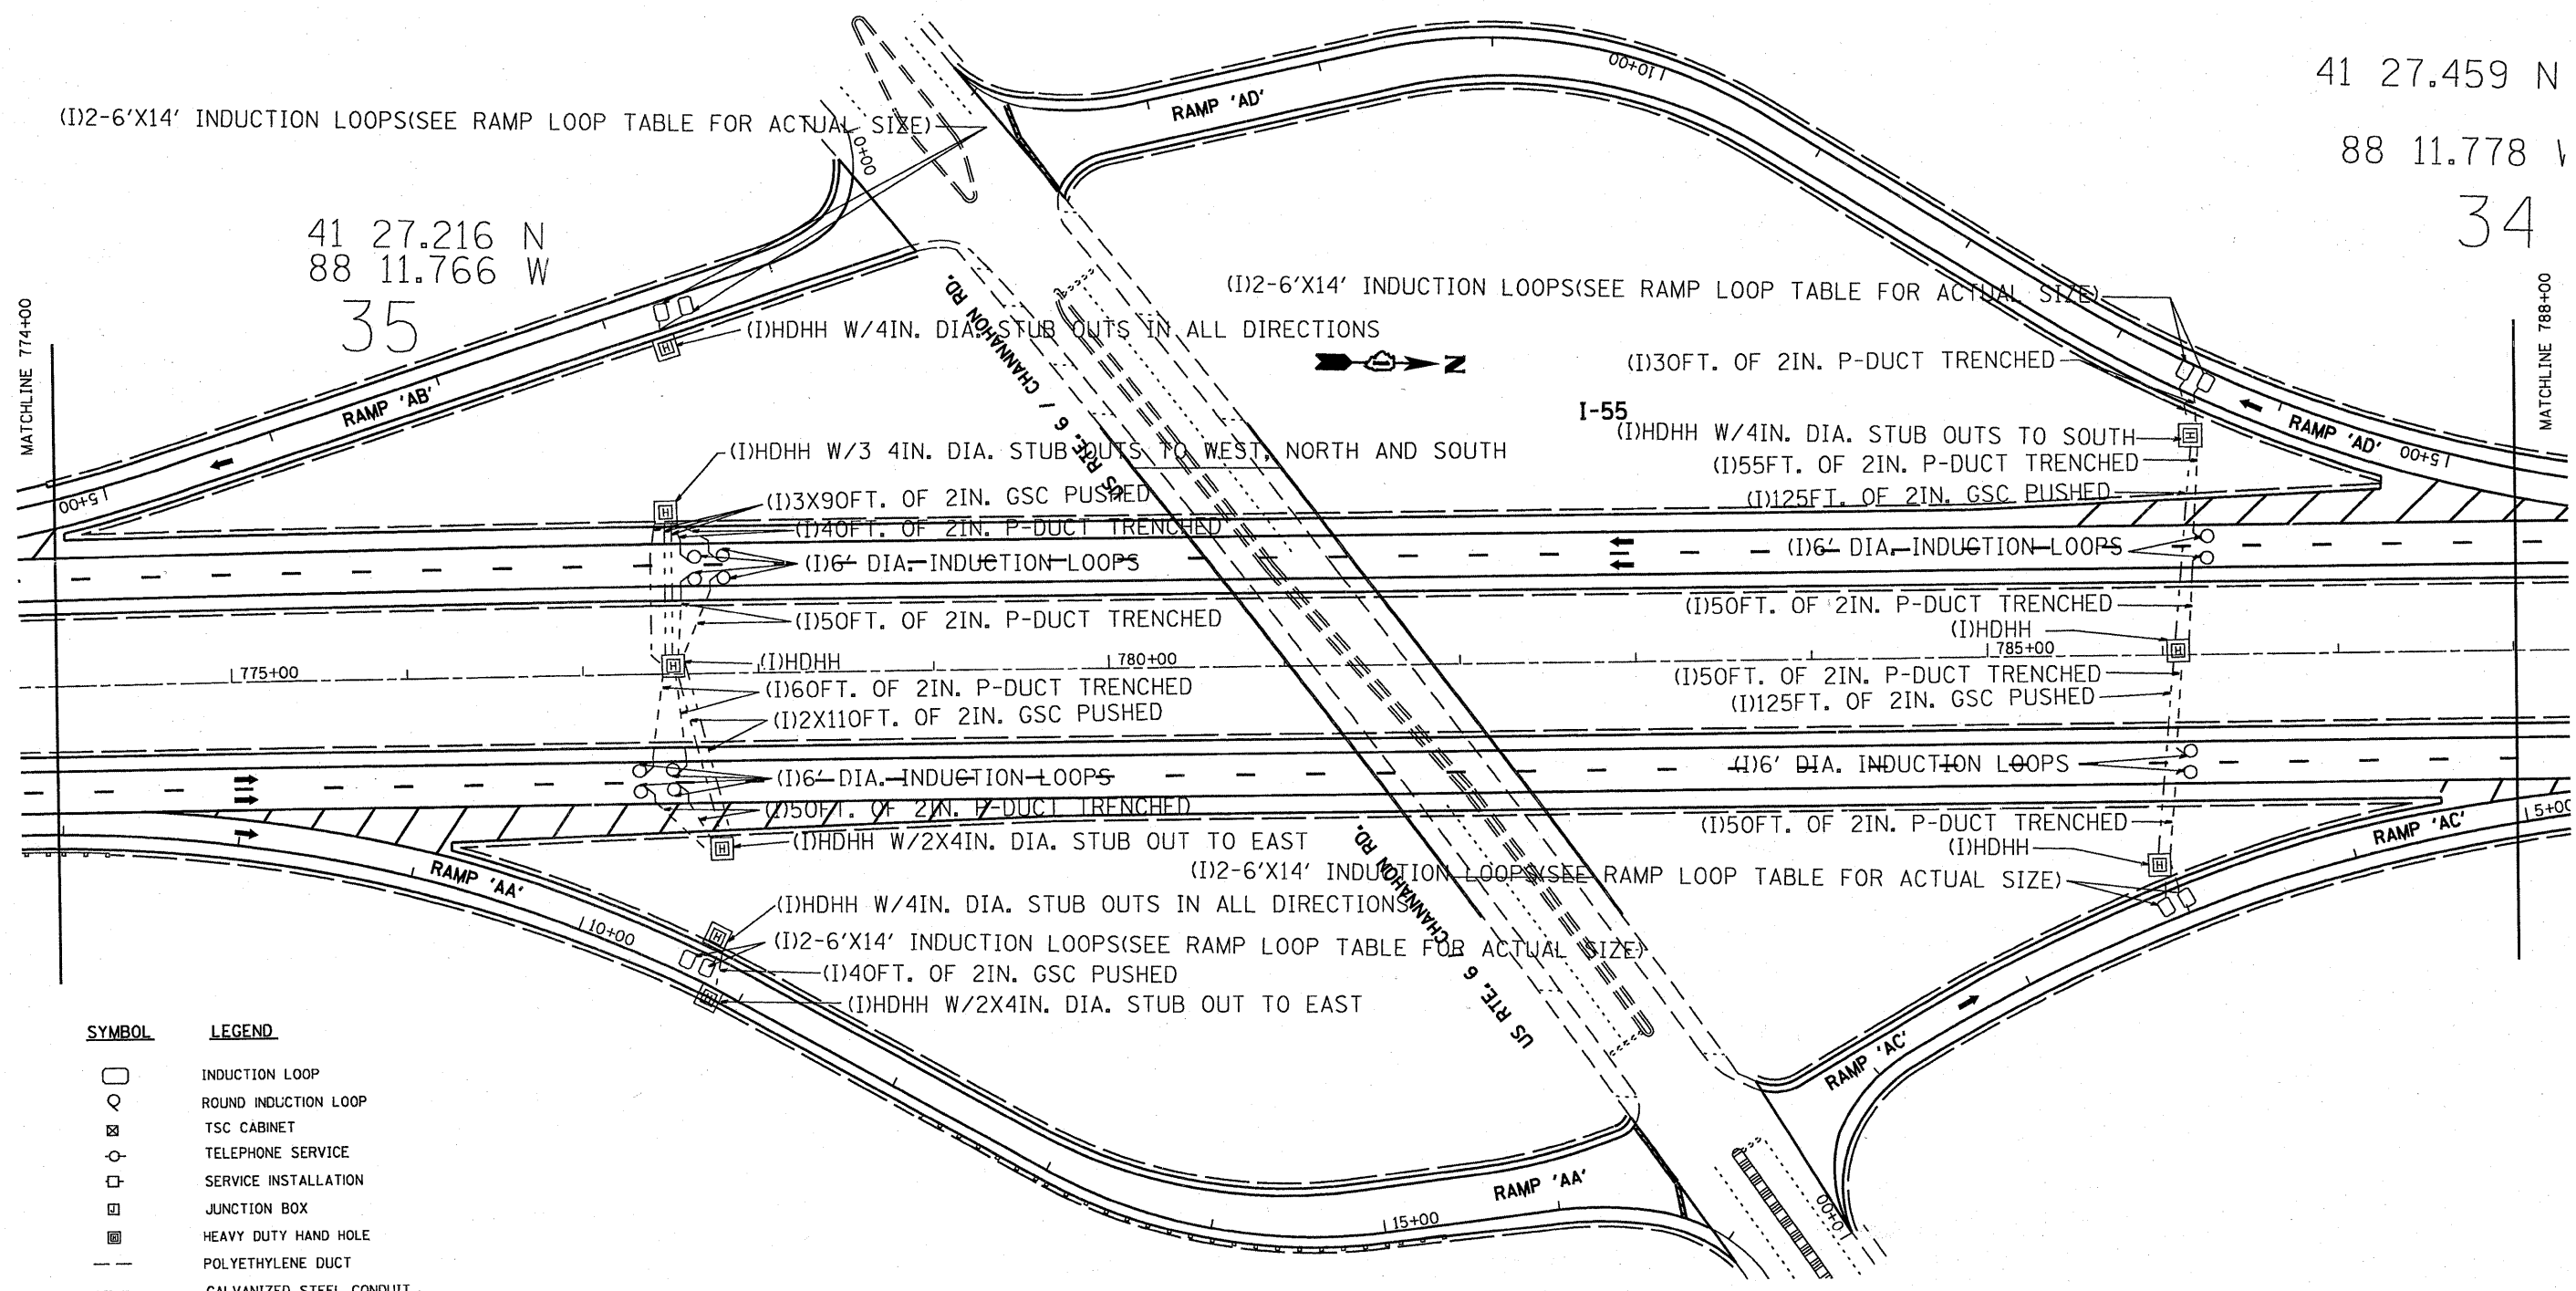 41 27.459 N
88 11.778
34
(I)2-6'X14' INDUCTION LOOPS(SEE RAMP LOOP TABLE FOR ACTUAL SIZE)
RAMP 'AD'
10+00
0+00
41 27.216 N
88 11.766 W
35
MATCHLINE 774+00
MATCHLINE 788+00
(I)2-6'X14' INDUCTION LOOPS(SEE RAMP LOOP TABLE FOR ACTUAL SIZE)
(I)HDHH W/4IN. DIA. STUB OUTS IN ALL DIRECTIONS
US RTE. 6 / CHANNAHON RD.
N
(I)30FT. OF 2IN. P-DUCT TRENCHED
I-55
RAMP 'AB'
5+00
(I)HDHH W/4IN. DIA. STUB OUTS TO SOUTH
RAMP 'AD'
5+00
(I)HDHH W/3 4IN. DIA. STUB OUTS TO WEST, NORTH AND SOUTH
(I)55FT. OF 2IN. P-DUCT TRENCHED
(I)3X90FT. OF 2IN. GSC PUSHED
(I)125FT. OF 2IN. GSC PUSHED
(I)40FT. OF 2IN. P-DUCT TRENCHED
(I)6' DIA. INDUCTION LOOPS
(I)6' DIA. INDUCTION LOOPS
(I)50FT. OF 2IN. P-DUCT TRENCHED
(I)50FT. OF 2IN. P-DUCT TRENCHED
(I)HDHH
(I)HDHH
775+00
780+00
785+00
(I)60FT. OF 2IN. P-DUCT TRENCHED
(I)50FT. OF 2IN. P-DUCT TRENCHED
(I)2X110FT. OF 2IN. GSC PUSHED
(I)125FT. OF 2IN. GSC PUSHED
(I)6' DIA. INDUCTION LOOPS
(I)6' DIA. INDUCTION LOOPS
(I)50FT. OF 2IN. P-DUCT TRENCHED
(I)50FT. OF 2IN. P-DUCT TRENCHED
RAMP 'AC'
5+00
(I)HDHH W/2X4IN. DIA. STUB OUT TO EAST
(I)HDHH
(I)2-6'X14' INDUCTION LOOPS(SEE RAMP LOOP TABLE FOR ACTUAL SIZE)
RAMP 'AA'
10+00
(I)HDHH W/4IN. DIA. STUB OUTS IN ALL DIRECTIONS
(I)2-6'X14' INDUCTION LOOPS(SEE RAMP LOOP TABLE FOR ACTUAL SIZE)
(I)40FT. OF 2IN. GSC PUSHED
(I)HDHH W/2X4IN. DIA. STUB OUT TO EAST
US RTE. 6 / CHANNAHON RD.
RAMP 'AC'
0+00
RAMP 'AA'
15+00
SYMBOL LEGEND
INDUCTION LOOP
ROUND INDUCTION LOOP
TSC CABINET
TELEPHONE SERVICE
SERVICE INSTALLATION
JUNCTION BOX
HEAVY DUTY HAND HOLE
POLYETHYLENE DUCT
GALVANIZED STEEL CONDUIT